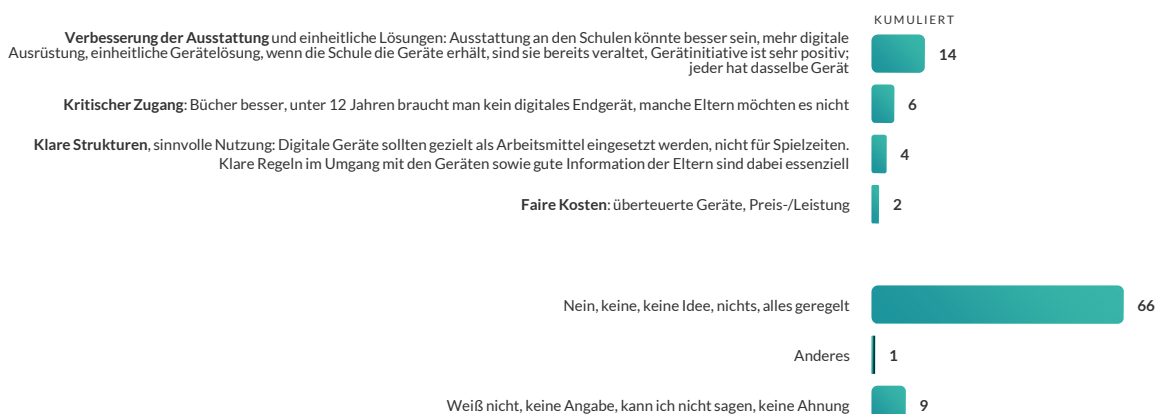 KUMULIERT
Verbesserung der Ausstattung und einheitliche Lösungen: Ausstattung an den Schulen könnte besser sein, mehr digitale
Ausrüstung, einheitliche Gerätelösung, wenn die Schule die Geräte erhält, sind sie bereits veraltet, Gerätinitiative ist sehr positiv;
jeder hat dasselbe Gerät
14
Kritischer Zugang: Bücher besser, unter 12 Jahren braucht man kein digitales Endgerät, manche Eltern möchten es nicht
6
Klare Strukturen, sinnvolle Nutzung: Digitale Geräte sollten gezielt als Arbeitsmittel eingesetzt werden, nicht für Spielzeiten.
Klare Regeln im Umgang mit den Geräten sowie gute Information der Eltern sind dabei essenziell
4
Faire Kosten: überteuerte Geräte, Preis-/Leistung
2
Nein, keine, keine Idee, nichts, alles geregelt
66
Anderes
1
Weiß nicht, keine Angabe, kann ich nicht sagen, keine Ahnung
9